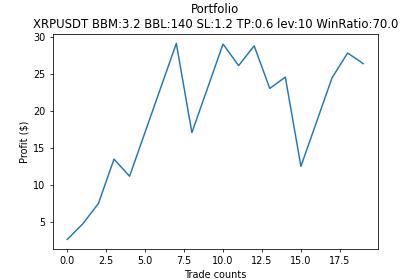 Portfolio
XRPUSDT BBM:3.2 BBL:140 SL:1.2 TP:0.6 lev:10 WinRatio:70.0
30
25
20
15
10
5
Profit ($)
0.0 2.5 5.0 7.5 10.0 12.5 15.0 17.5
Trade counts